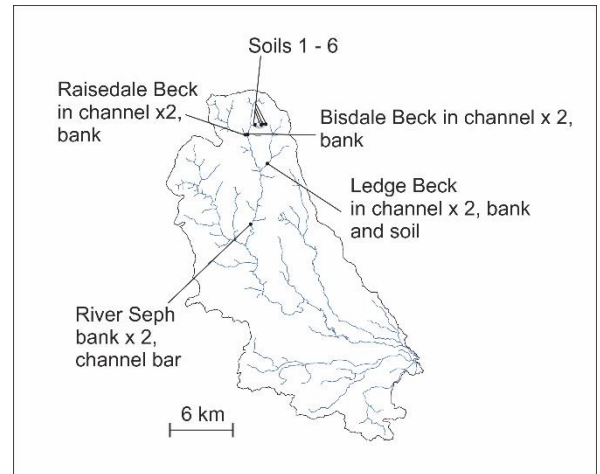 Soils 1 - 6
Raisedale Beck
in channel x2,
bank
Bisdale Beck in channel x 2,
bank
Ledge Beck
in channel x 2, bank
and soil
River Seph
bank x 2,
channel bar
6 km